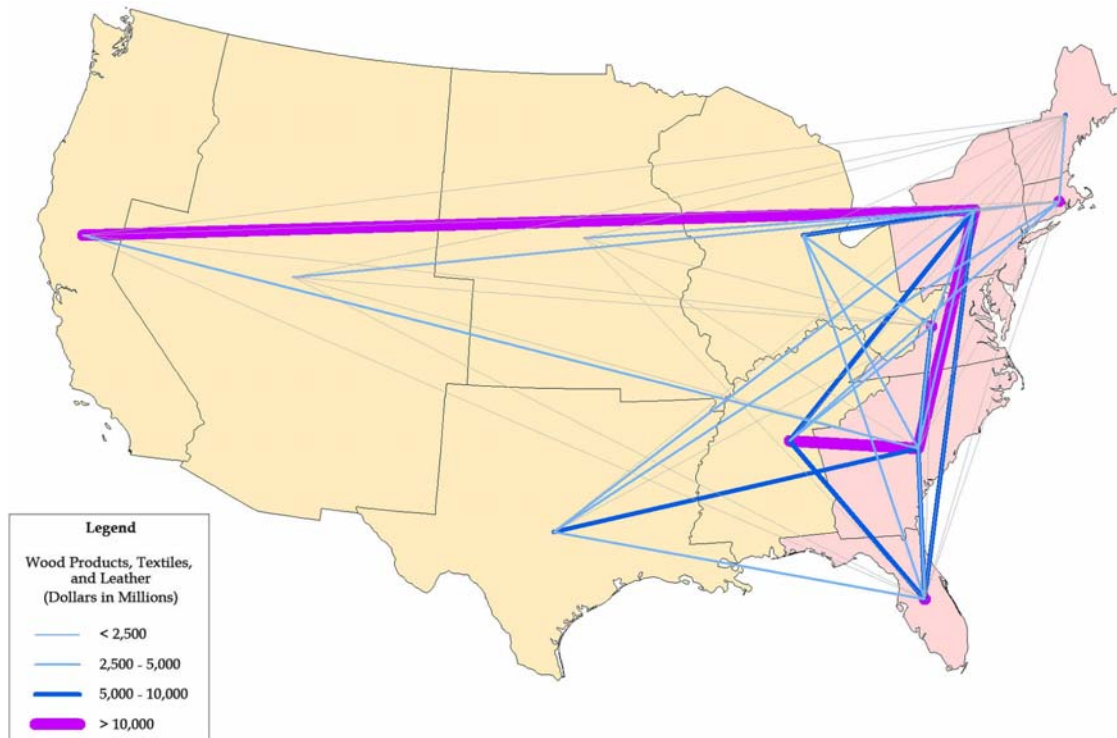 Legend
Wood Products, Textiles,
and Leather
(Dollars in Millions)
< 2,500
2,500 - 5,000
5,000 - 10,000
> 10,000